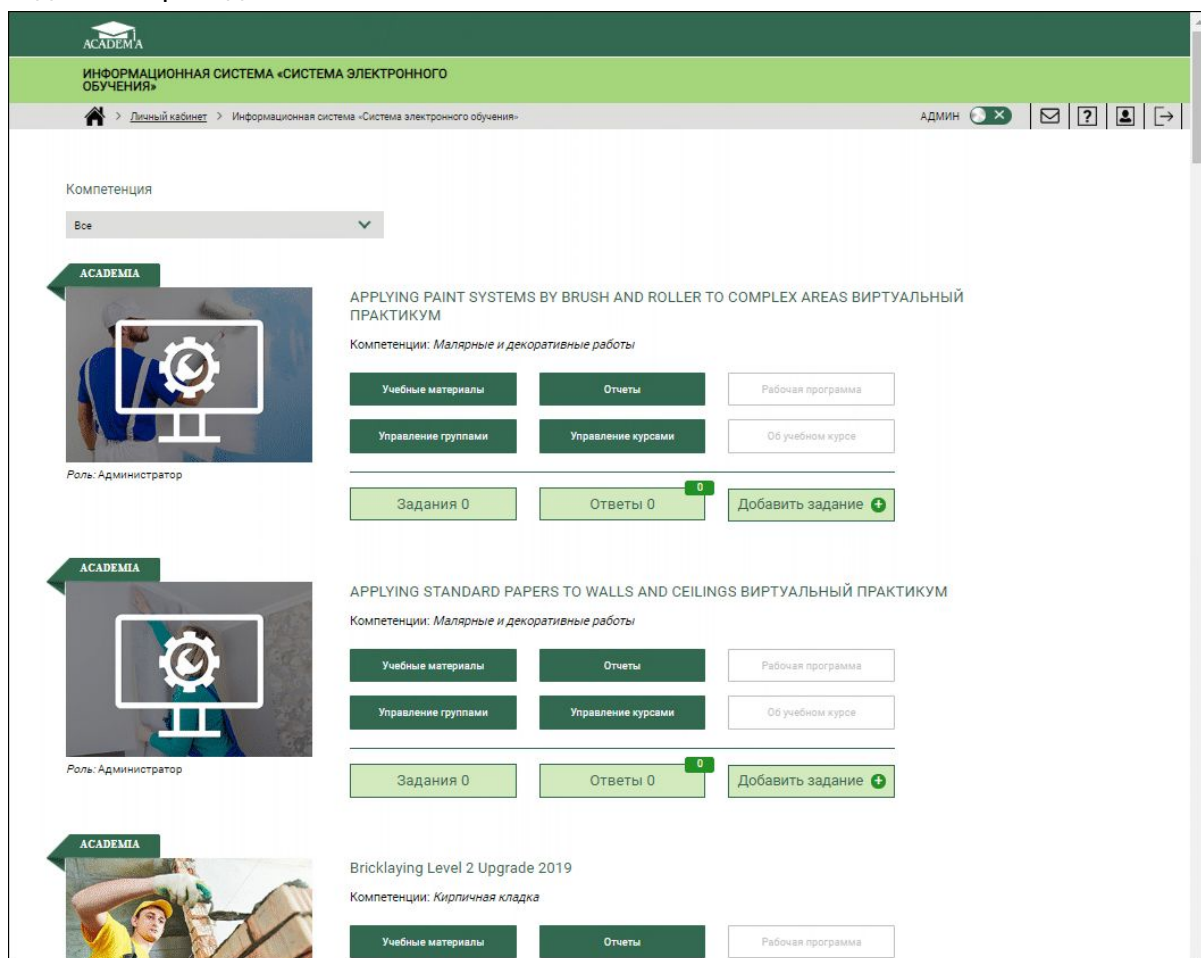 ACADEM'A
ИНФОРМАЦИОННАЯ СИСТЕМА «СИСТЕМА ЭЛЕКТРОННОГО
ОБУЧЕНИЯ»
> Личный кабинет > Информационная система «Система электронного обучения»
АДМИН
Компетенция
Все
ACADEMIA
APPLYING PAINT SYSTEMS BY BRUSH AND ROLLER TO COMPLEX AREAS ВИРТУАЛЬНЫЙ
ПРАКТИКУМ
Компетенции: Малярные и декоративные работы
Учебные материалы
Отчеты
Рабочая программа
Управление группами
Управление курсами
Об учебном курсе
Роль: Администратор
Задания 0
Ответы 0
0
Добавить задание
ACADEMIA
APPLYING STANDARD PAPERS TO WALLS AND CEILINGS ВИРТУАЛЬНЫЙ ПРАКТИКУМ
Компетенции: Малярные и декоративные работы
Учебные материалы
Отчеты
Рабочая программа
Управление группами
Управление курсами
Об учебном курсе
Роль: Администратор
Задания 0
Ответы 0
0
Добавить задание
ACADEMIA
Bricklaying Level 2 Upgrade 2019
Компетенции: Кирпичная кладка
Учебные материалы
Отчеты
Рабочая программа